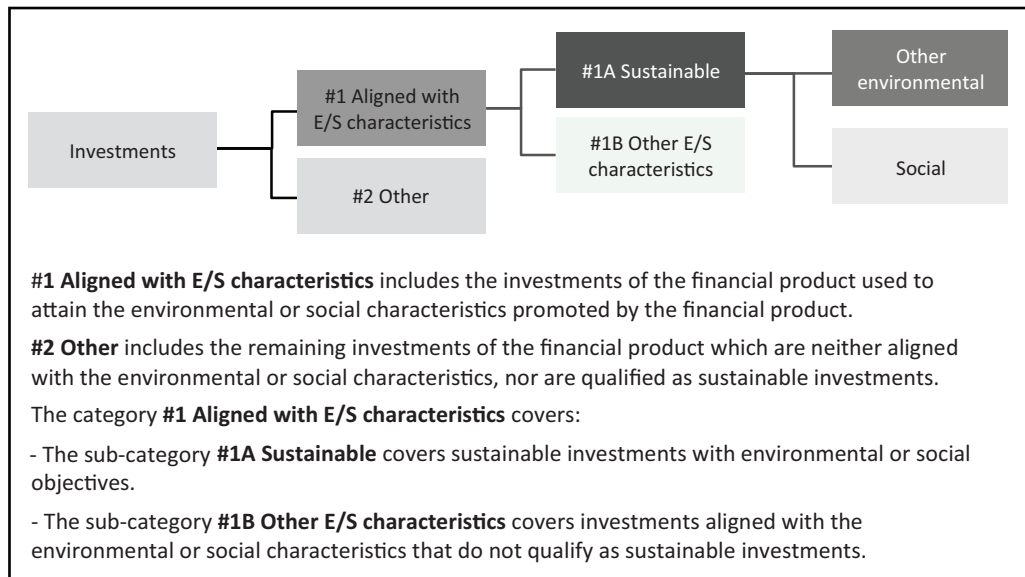 Investments
#1 Aligned with
E/S characteristics
#2 Other
#1A Sustainable
#1B Other E/S
characteristics
Other
environmental
Social
#1 Aligned with E/S characteristics includes the investments of the financial product used to
attain the environmental or social characteristics promoted by the financial product.
#2 Other includes the remaining investments of the financial product which are neither aligned
with the environmental or social characteristics, nor are qualified as sustainable investments.
The category #1 Aligned with E/S characteristics covers:
- The sub-category #1A Sustainable covers sustainable investments with environmental or social
objectives.
- The sub-category #1B Other E/S characteristics covers investments aligned with the
environmental or social characteristics that do not qualify as sustainable investments.